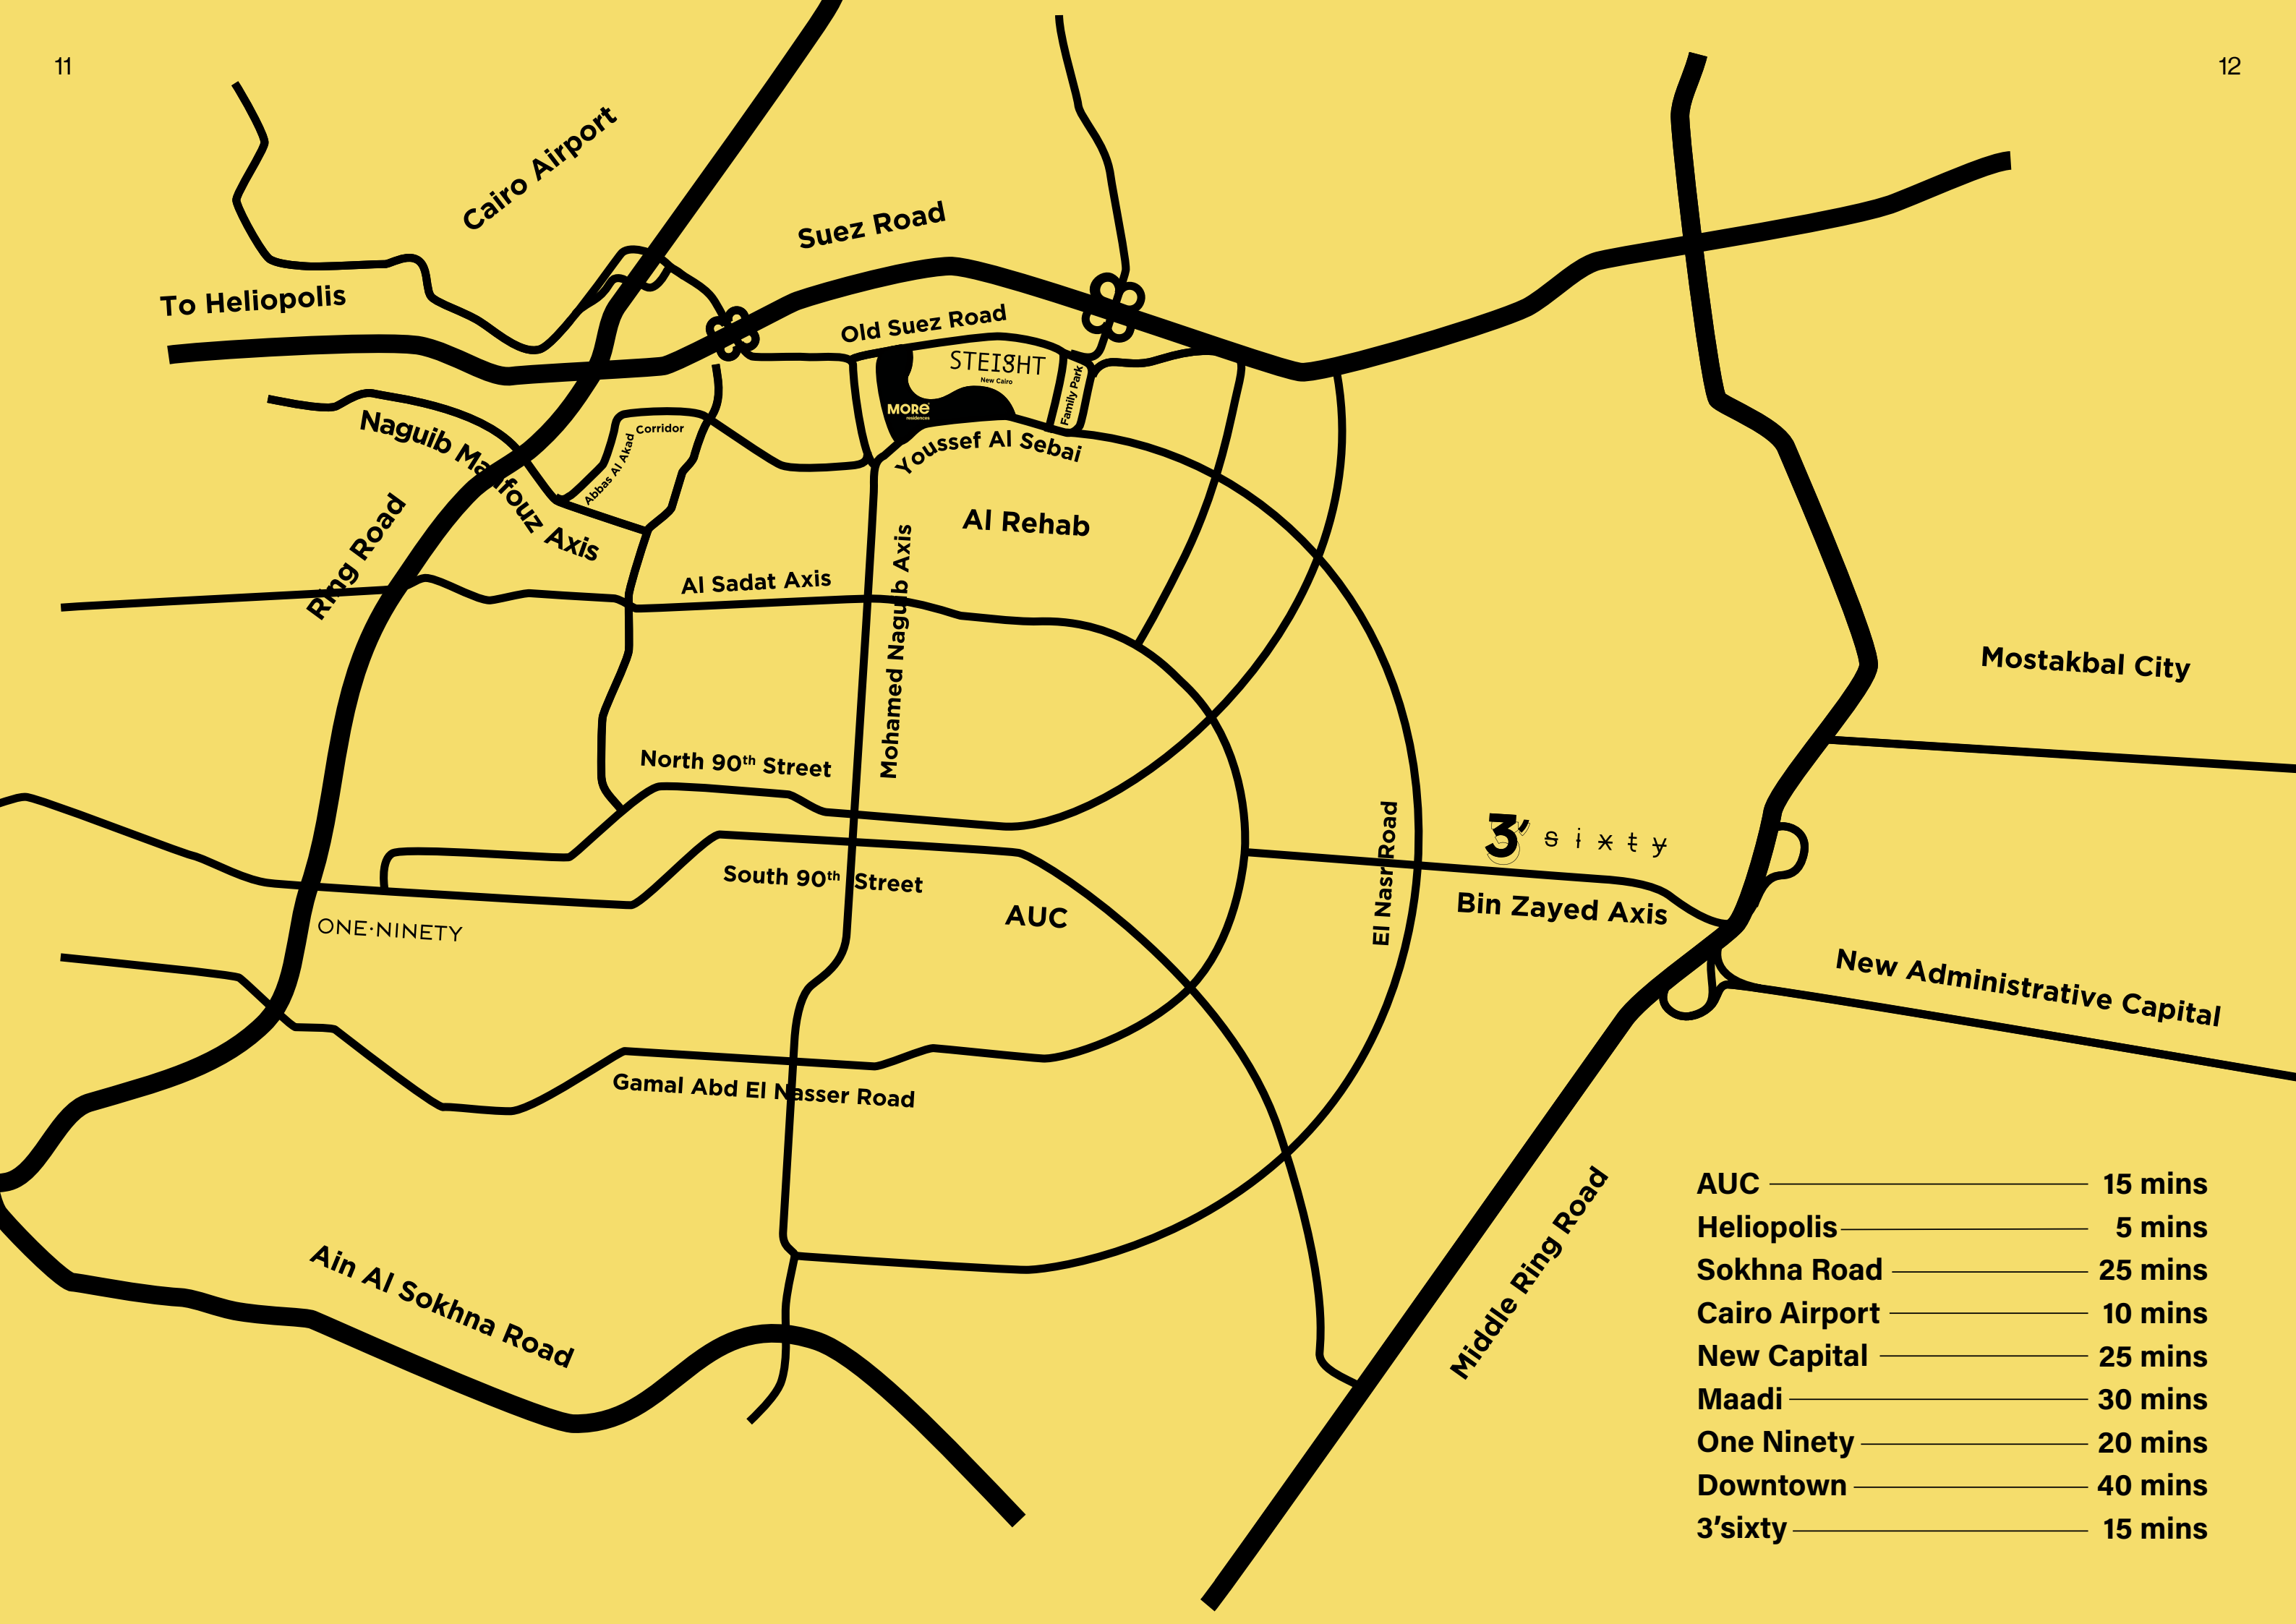 11
12
Cairo Airport
Suez Road
To Heliopolis
Old Suez Road
STEI8HT
New Cairo
Family Park
MORE
residences
Naguib Mahfouz Axis
Corridor
Abbas Al Akad
Youssef Al Sebai
Ring Road
Al Rehab
Al Sadat Axis
Mohamed Naguib Axis
Mostakbal City
North 90th Street
South 90th Street
El Nasr Road
3' sixty
Bin Zayed Axis
AUC
ONE·NINETY
New Administrative Capital
Gamal Abd El Nasser Road
Middle Ring Road
Ain Al Sokhna Road
AUC 15 mins
Heliopolis 5 mins
Sokhna Road 25 mins
Cairo Airport 10 mins
New Capital 25 mins
Maadi 30 mins
One Ninety 20 mins
Downtown 40 mins
3'sixty 15 mins